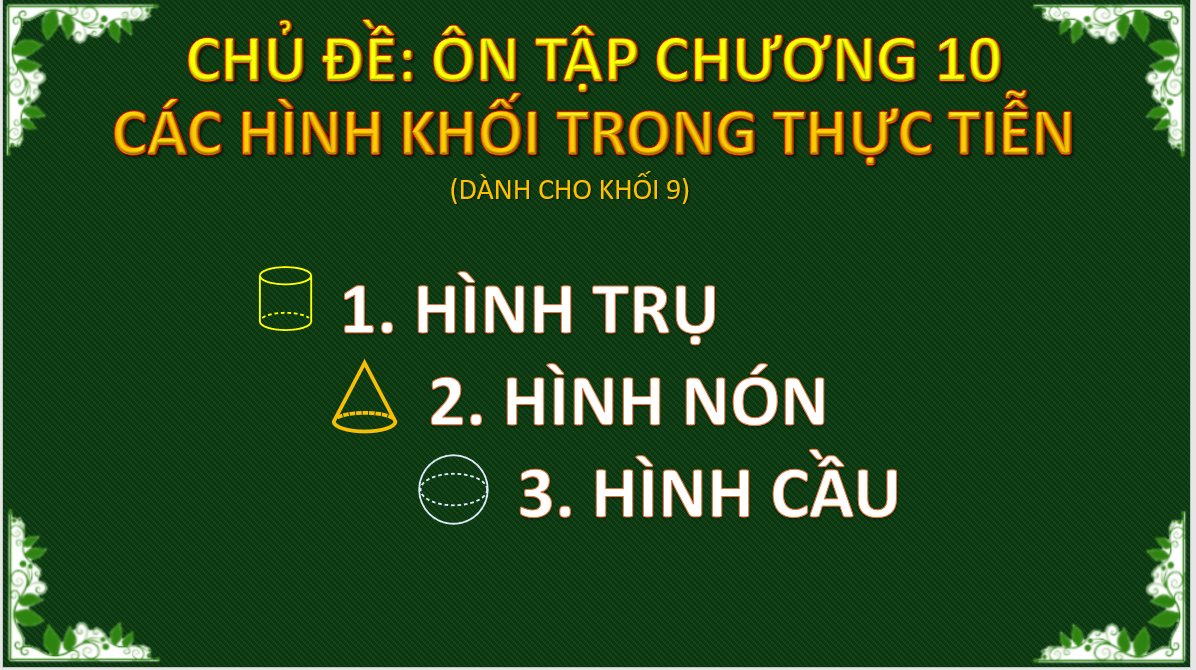 CHỦ ĐỀ: ÔN TẬP CHƯƠNG 10
CÁC HÌNH KHỐI TRONG THỰC TIỄN
(DÀNH CHO KHỐI 9)
1. HÌNH TRỤ
2. HÌNH NÓN
3. HÌNH CẦU